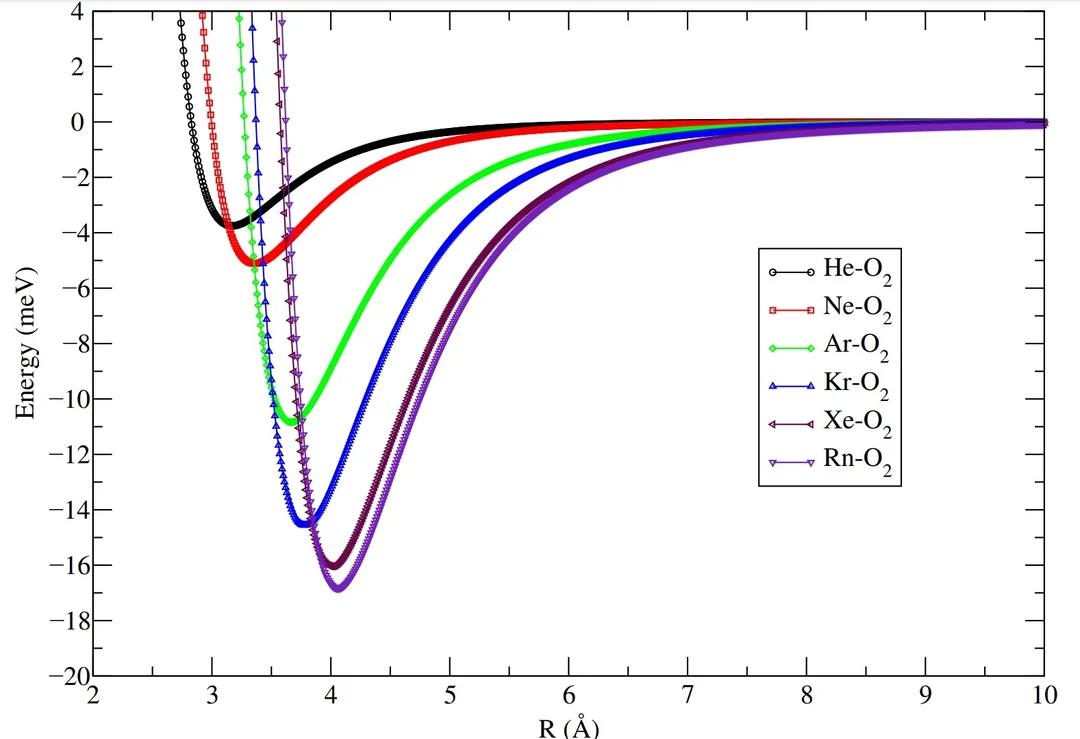 4
2
0
−2
−4
−6
−8
−10
−12
−14
−16
−18
−20
Energy (meV)
2 3 4 5 6 7 8 9 10
R (Å)
He-O₂
Ne-O₂
Ar-O₂
Kr-O₂
Xe-O₂
Rn-O₂